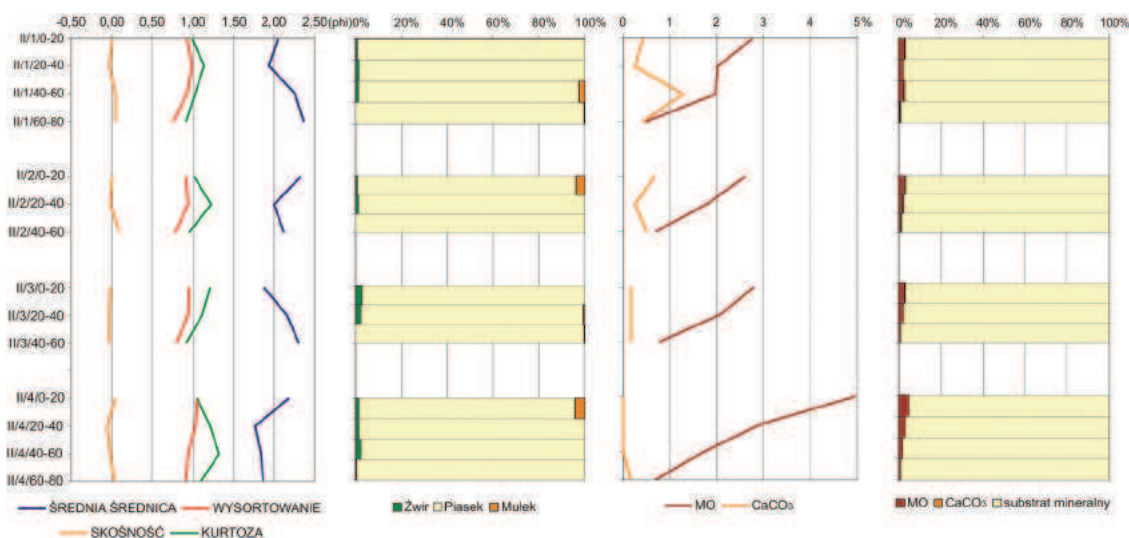 -0,50 0,00 0,50 1,00 1,50 2,00 2,50 (phi)
0 20% 40% 60% 80% 100%
0 1 2 3 4 5%
0% 20% 40% 60% 80% 100%
II/1/0-20
II/1/20-40
II/1/40-60
II/1/60-80
II/2/0-20
II/2/20-40
II/2/40-60
II/3/0-20
II/3/20-40
II/3/40-60
II/4/0-20
II/4/20-40
II/4/40-60
II/4/60-80
ŚREDNIA ŚREDNICA WYSORTOWANIE
SKOŚNOŚĆ KURTOZA
Żwir Piasek Mułek
MO CaCO₃
MO CaCO₃ substrat mineralny